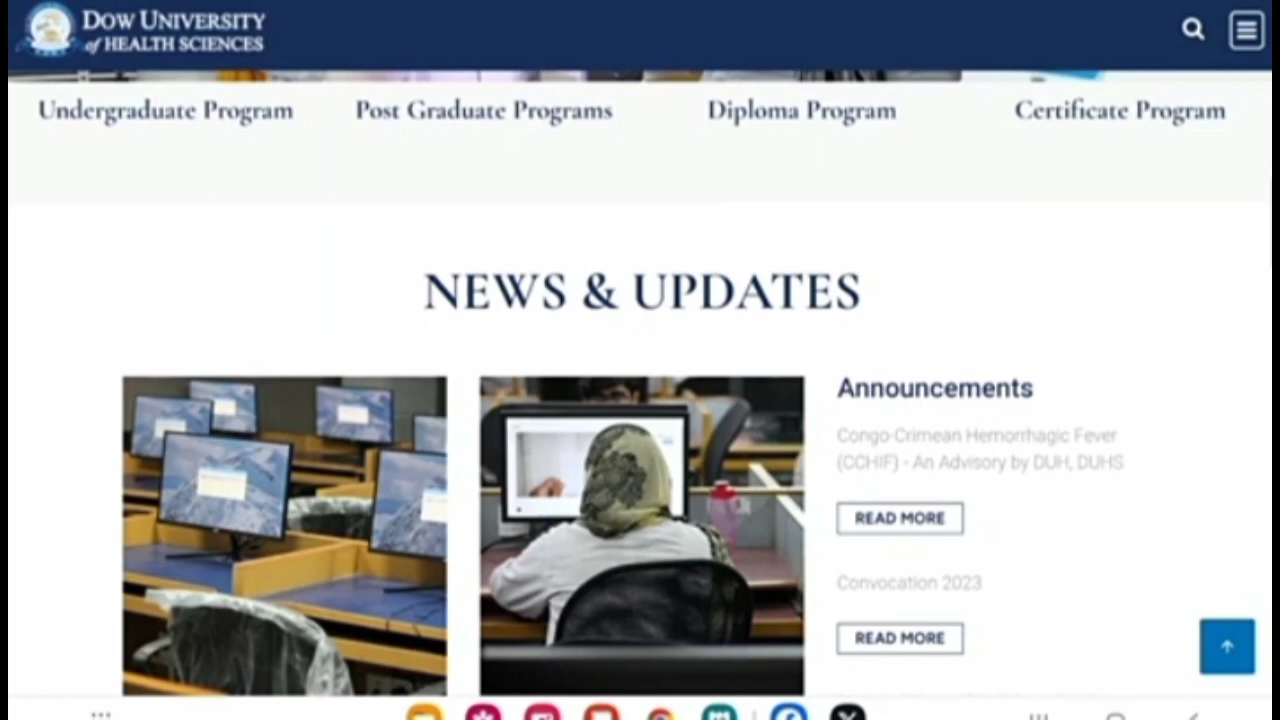 DOW UNIVERSITY
of HEALTH SCIENCES
Undergraduate Program
Post Graduate Programs
Diploma Program
Certificate Program
NEWS & UPDATES
Announcements
Congo-Crimean Hemorrhagic Fever
(CCHIF) - An Advisory by DUH, DUHS
READ MORE
Convocation 2023
READ MORE